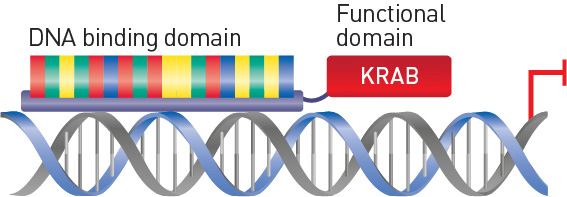 DNA binding domain
Functional
domain
KRAB